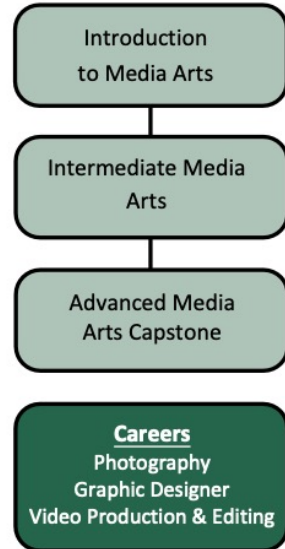 Introduction
to Media Arts
Intermediate Media
Arts
Advanced Media
Arts Capstone
Careers
Photography
Graphic Designer
Video Production & Editing